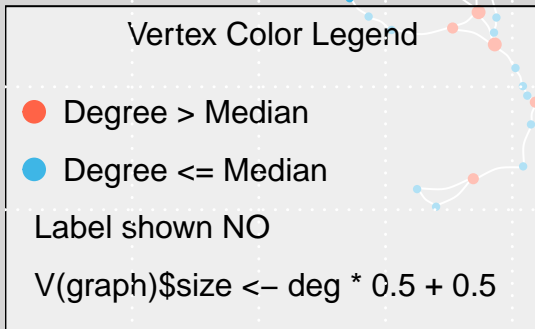 Vertex Color Legend
Degree > Median
Degree <= Median
Label shown NO
V(graph)$size <− deg * 0.5 + 0.5